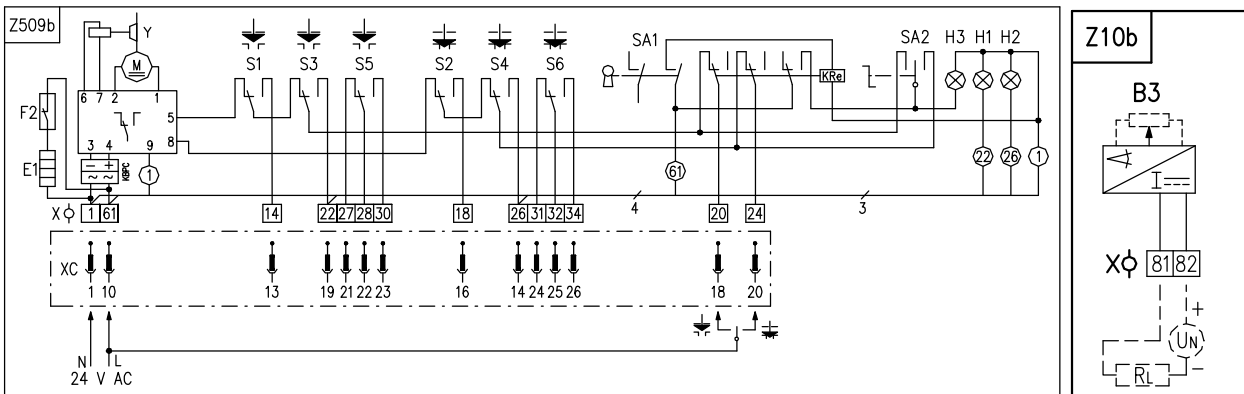 Z509b
Y
S1 S3 S5 S2 S4 S6
SA1 SA2 H3 H1 H2
M
KRe
6 7 2 1
F2
5
8
3 4 9
E1
− +
~ ~
KBPC
1
61
22 26 1
X 1 61 14 22 27 28 30 18 26 31 32 34 4 20 24 3
XC
1 10 13 19 21 22 23 16 14 24 25 26 18 20
N L
24 V AC
Z10b
B3
I
X 81 82
+
UN
−
RL